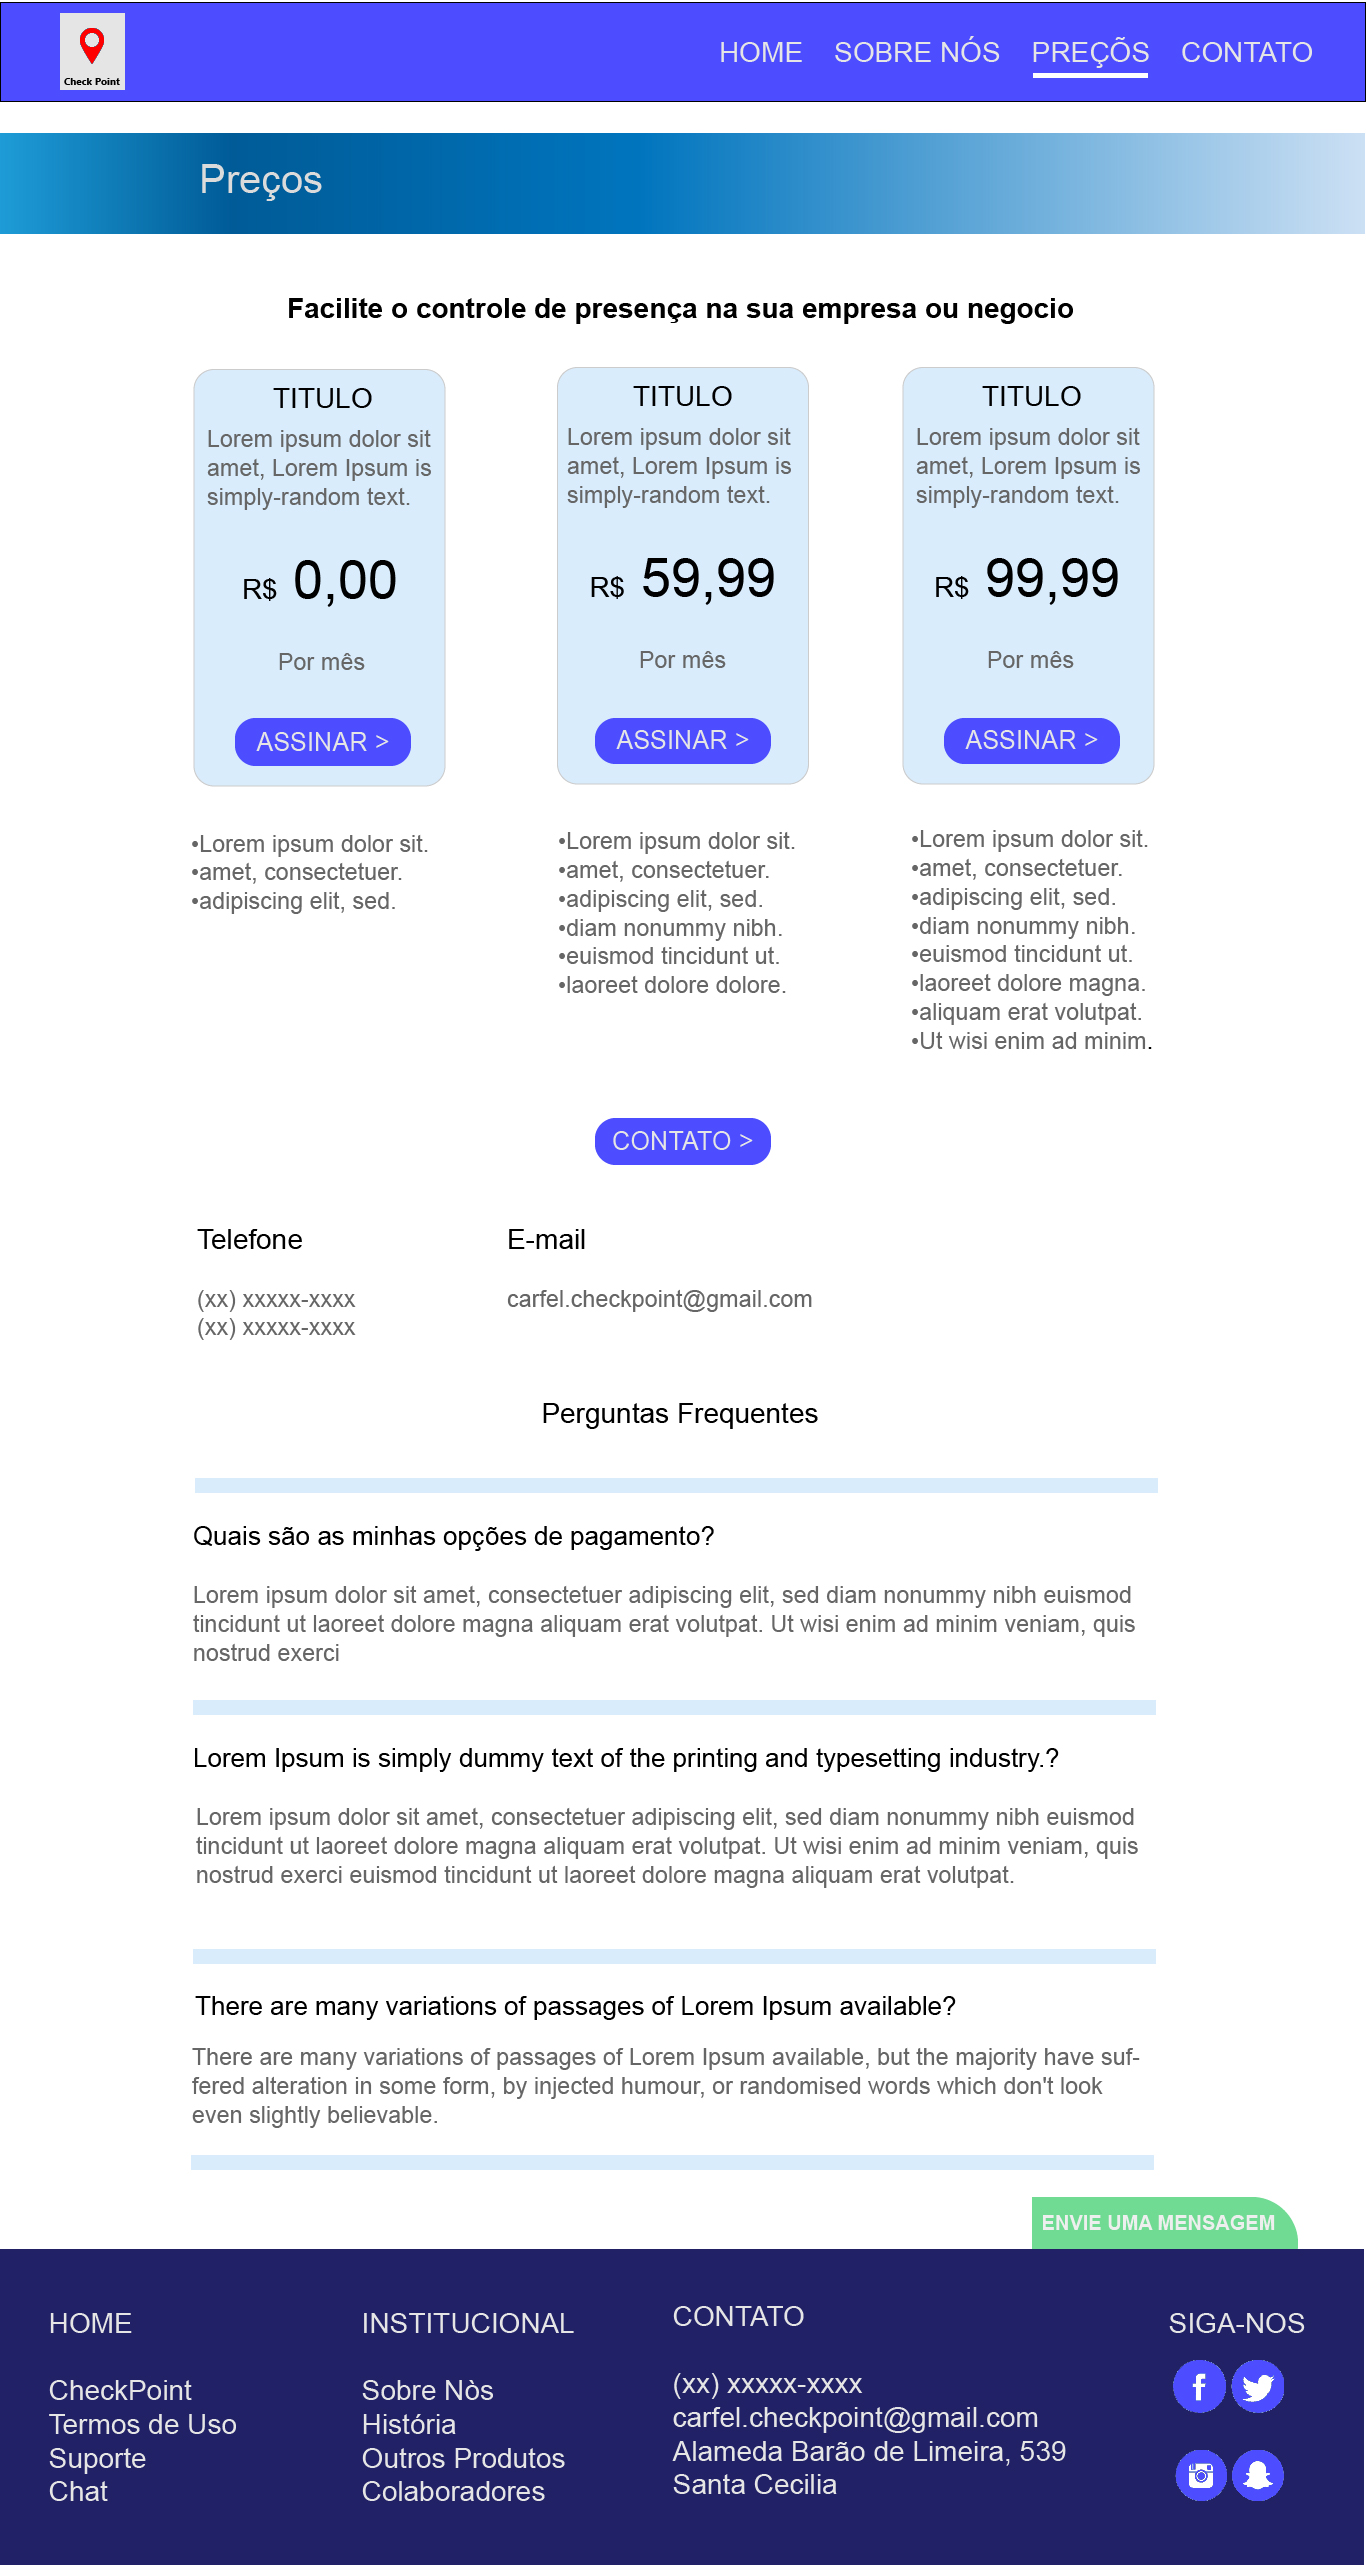 Check Point
HOME SOBRE NÓS PREÇÕS CONTATO
Preços
Facilite o controle de presença na sua empresa ou negocio
TITULO
Lorem ipsum dolor sit
amet, Lorem Ipsum is
simply-random text.
R$ 0,00
Por mês
ASSINAR >
•Lorem ipsum dolor sit.
•amet, consectetuer.
•adipiscing elit, sed.
TITULO
Lorem ipsum dolor sit
amet, Lorem Ipsum is
simply-random text.
R$ 59,99
Por mês
ASSINAR >
•Lorem ipsum dolor sit.
•amet, consectetuer.
•adipiscing elit, sed.
•diam nonummy nibh.
•euismod tincidunt ut.
•laoreet dolore dolore.
TITULO
Lorem ipsum dolor sit
amet, Lorem Ipsum is
simply-random text.
R$ 99,99
Por mês
ASSINAR >
•Lorem ipsum dolor sit.
•amet, consectetuer.
•adipiscing elit, sed.
•diam nonummy nibh.
•euismod tincidunt ut.
•laoreet dolore magna.
•aliquam erat volutpat.
•Ut wisi enim ad minim.
CONTATO >
Telefone
(xx) xxxxx-xxxx
(xx) xxxxx-xxxx
E-mail
carfel.checkpoint@gmail.com
Perguntas Frequentes
Quais são as minhas opções de pagamento?
Lorem ipsum dolor sit amet, consectetuer adipiscing elit, sed diam nonummy nibh euismod
tincidunt ut laoreet dolore magna aliquam erat volutpat. Ut wisi enim ad minim veniam, quis
nostrud exerci
Lorem Ipsum is simply dummy text of the printing and typesetting industry.?
Lorem ipsum dolor sit amet, consectetuer adipiscing elit, sed diam nonummy nibh euismod
tincidunt ut laoreet dolore magna aliquam erat volutpat. Ut wisi enim ad minim veniam, quis
nostrud exerci euismod tincidunt ut laoreet dolore magna aliquam erat volutpat.
There are many variations of passages of Lorem Ipsum available?
There are many variations of passages of Lorem Ipsum available, but the majority have suf-
fered alteration in some form, by injected humour, or randomised words which don't look
even slightly believable.
ENVIE UMA MENSAGEM
HOME
CheckPoint
Termos de Uso
Suporte
Chat
INSTITUCIONAL
Sobre Nòs
História
Outros Produtos
Colaboradores
CONTATO
(xx) xxxxx-xxxx
carfel.checkpoint@gmail.com
Alameda Barão de Limeira, 539
Santa Cecilia
SIGA-NOS